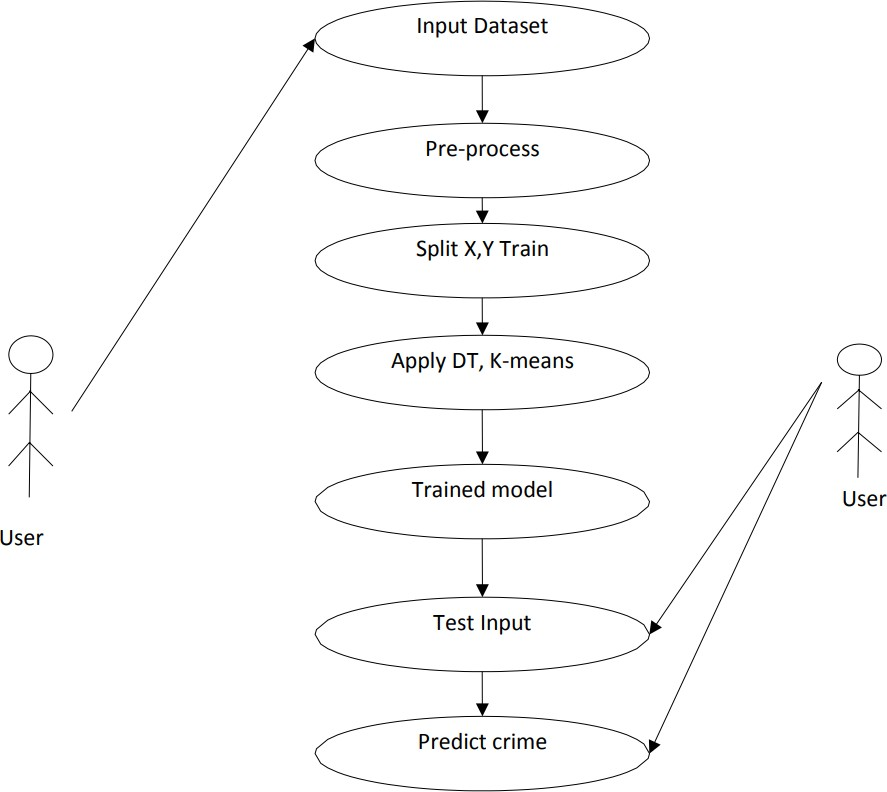 Input Dataset
Pre-process
Split X,Y Train
Apply DT, K-means
Trained model
User
User
Test Input
Predict crime